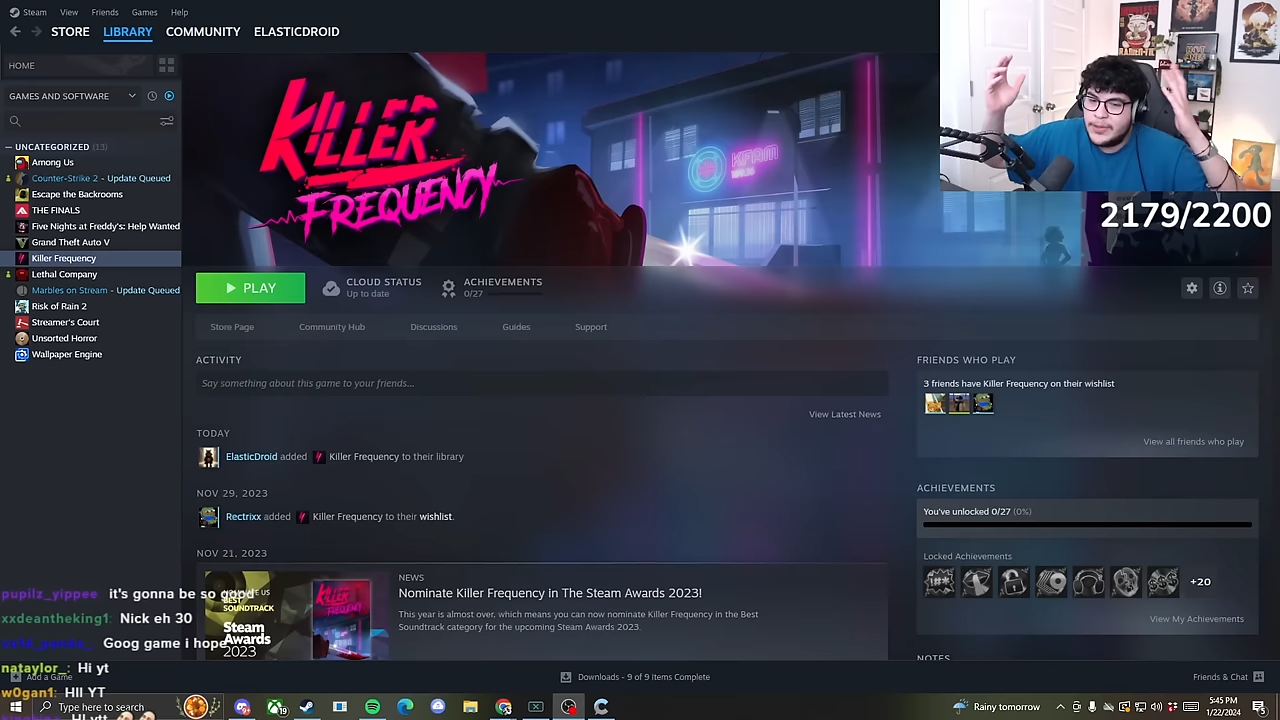 Steam View Friends Games Help
STORE LIBRARY COMMUNITY ELASTICDROID
HOME
GAMES AND SOFTWARE
UNCATEGORIZED (13)
Among Us
Counter-Strike 2 - Update Queued
Escape the Backrooms
THE FINALS
Five Nights at Freddy's: Help Wanted
Grand Theft Auto V
Killer Frequency
Lethal Company
Marbles on Stream - Update Queued
Risk of Rain 2
Streamer's Court
Unsorted Horror
Wallpaper Engine
KILLER
FREQUENCY
KFAM
2179/2200
PLAY
CLOUD STATUS
Up to date
ACHIEVEMENTS
0/27
Store Page Community Hub Discussions Guides Support
ACTIVITY
Say something about this game to your friends...
View Latest News
TODAY
ElasticDroid added Killer Frequency to their library
NOV 29, 2023
Rectrixx added Killer Frequency to their wishlist.
NOV 21, 2023
BEST
SOUNDTRACK
Steam
Awards
2023
NEWS
Nominate Killer Frequency in The Steam Awards 2023!
This year is almost over, which means you can now nominate Killer Frequency in the Best
Soundtrack category for the upcoming Steam Awards 2023.
FRIENDS WHO PLAY
3 friends have Killer Frequency on their wishlist
View all friends who play
ACHIEVEMENTS
You've unlocked 0/27 (0%)
Locked Achievements
+20
View My Achievements
NOTES
pupilz_yippee it's gonna be so good
xxdeantheking1: Nick eh 30
Goog game i hope
nataylor_: Hi yt
w0gan1: HII YT
Add a Game
Downloads - 9 of 9 Items Complete
Friends & Chat
Type here to search
Rainy tomorrow
5:45 PM
1/22/2024